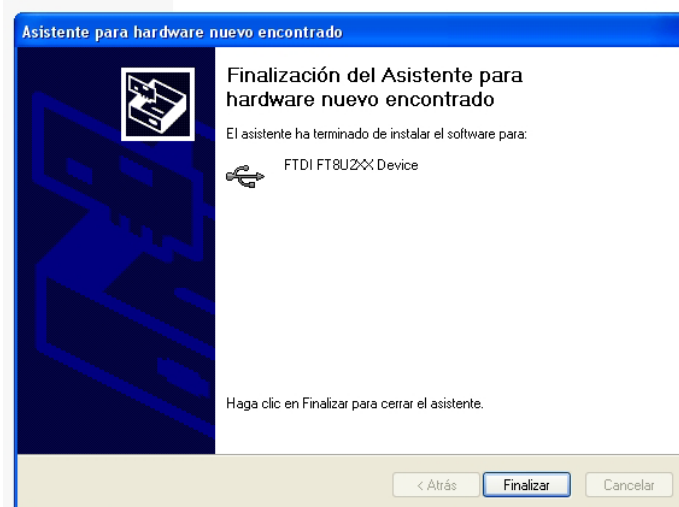 Asistente para hardware nuevo encontrado
Finalización del Asistente para
hardware nuevo encontrado
El asistente ha terminado de instalar el software para:
FTDI FT8U2XX Device
Haga clic en Finalizar para cerrar el asistente.
< Atrás Finalizar Cancelar